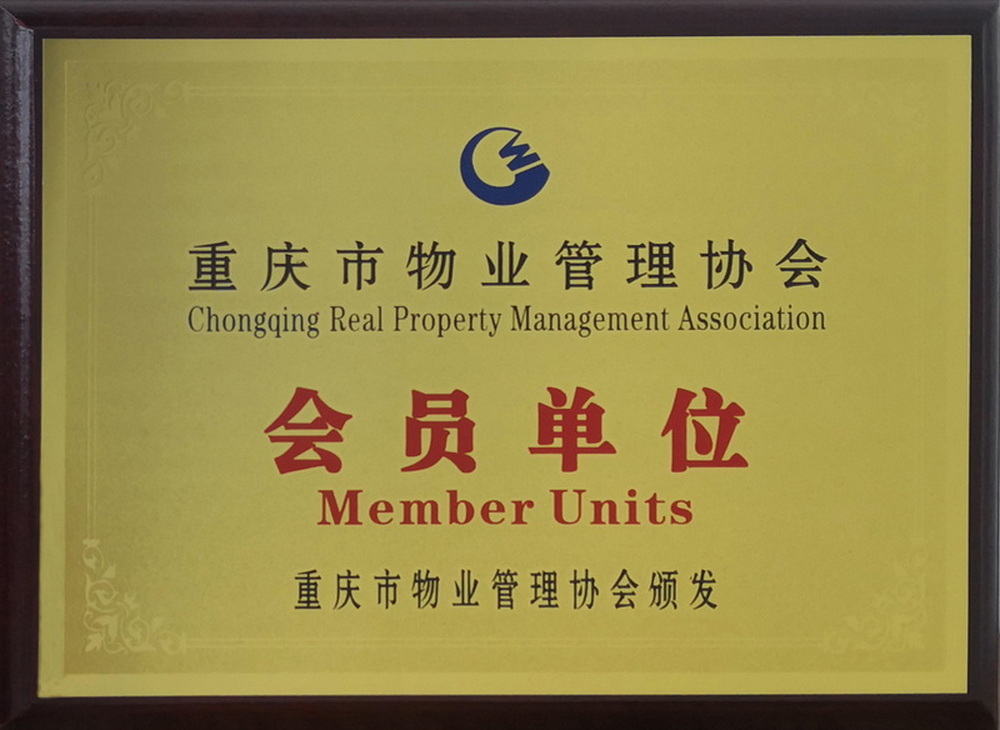 重庆市物业管理协会
Chongqing Real Property Management Association
会员单位
Member Units
重庆市物业管理协会颁发